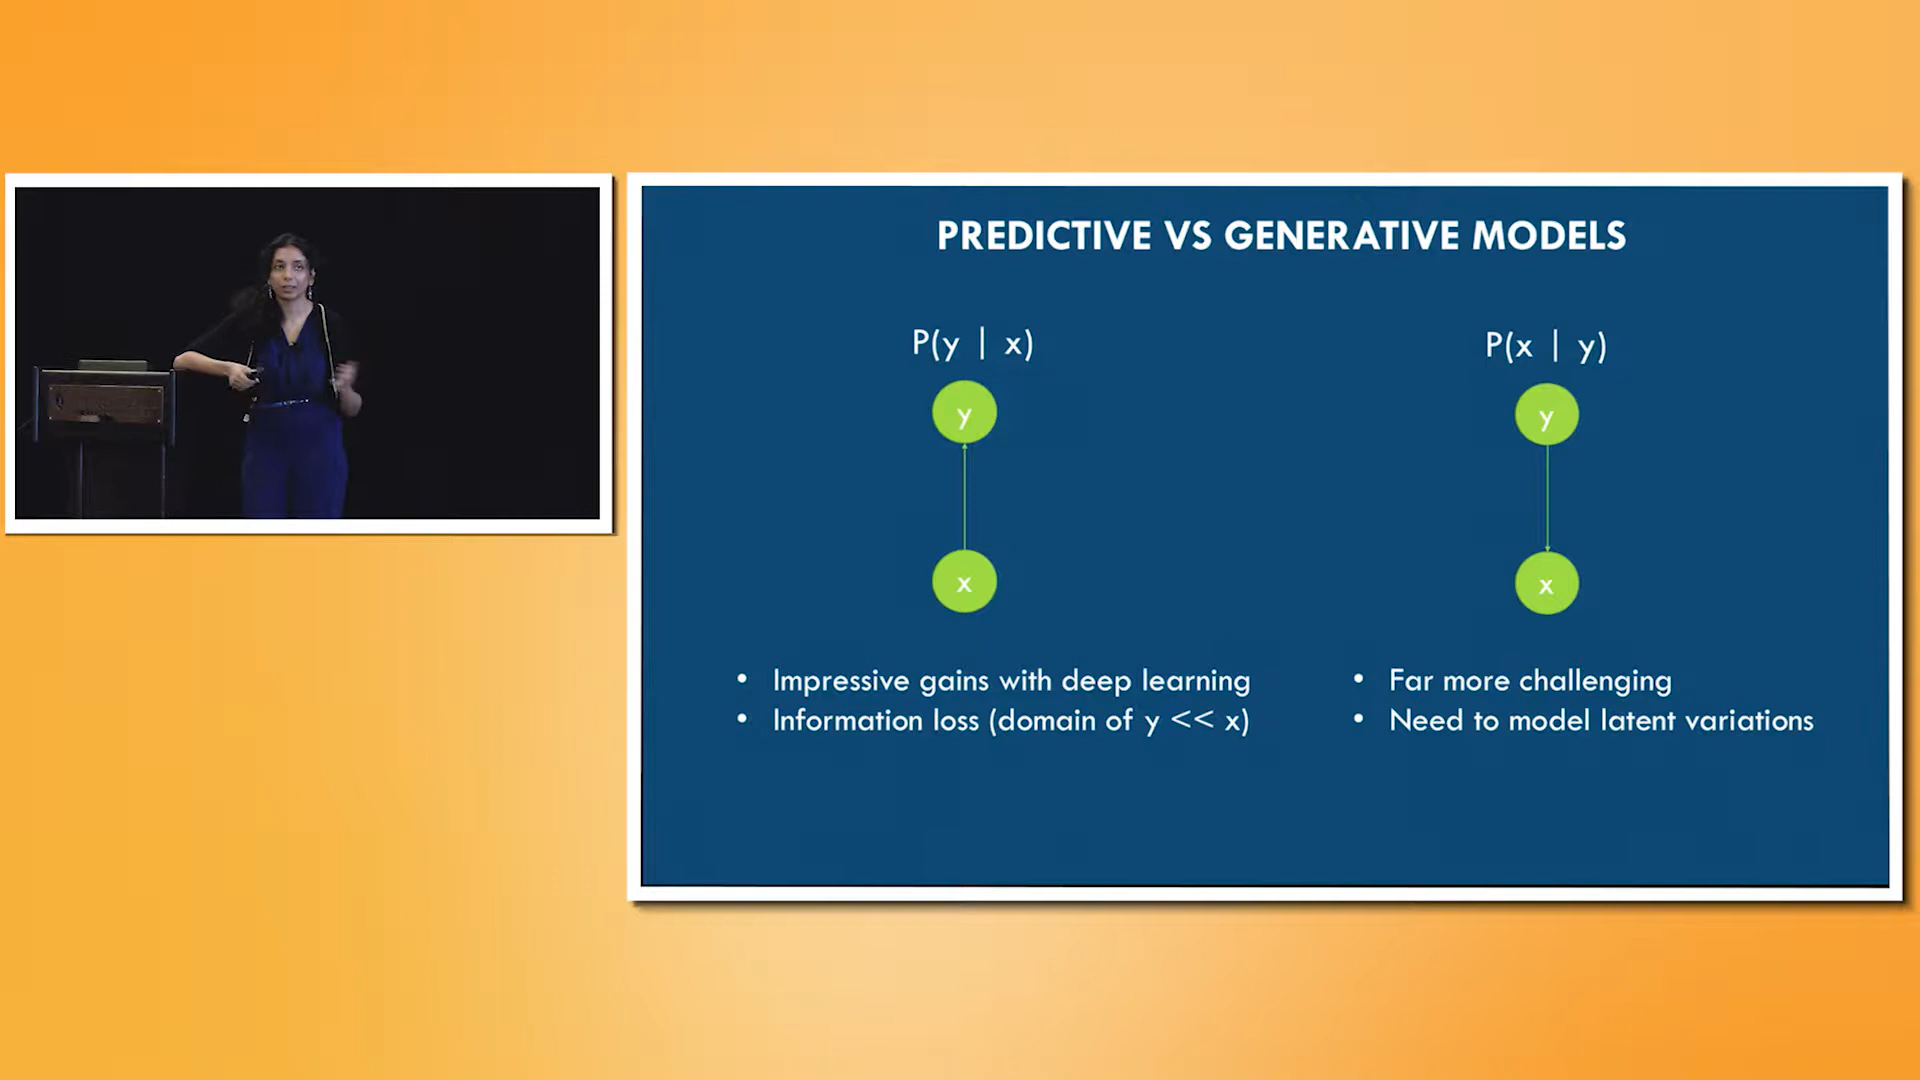 PREDICTIVE VS GENERATIVE MODELS
P(y | x)
P(x | y)
y
y
x
x
• Impressive gains with deep learning
• Information loss (domain of y << x)
• Far more challenging
• Need to model latent variations